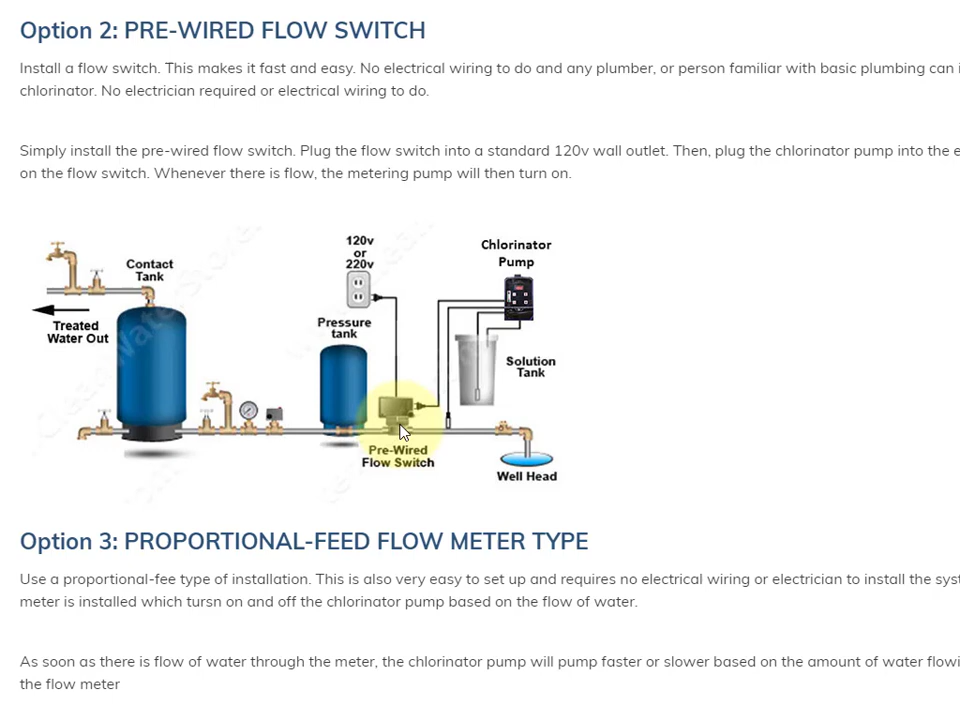 Option 2: PRE-WIRED FLOW SWITCH
Install a flow switch. This makes it fast and easy. No electrical wiring to do and any plumber, or person familiar with basic plumbing can
chlorinator. No electrician required or electrical wiring to do.
Simply install the pre-wired flow switch. Plug the flow switch into a standard 120v wall outlet. Then, plug the chlorinator pump into the
on the flow switch. Whenever there is flow, the metering pump will then turn on.
120v
or
220v
Chlorinator
Pump
Contact
Tank
Treated
Water Out
Pressure
tank
Solution
Tank
Pre-Wired
Flow Switch
Well Head
Option 3: PROPORTIONAL-FEED FLOW METER TYPE
Use a proportional-fee type of installation. This is also very easy to set up and requires no electrical wiring or electrician to install the
meter is installed which tursn on and off the chlorinator pump based on the flow of water.
As soon as there is flow of water through the meter, the chlorinator pump will pump faster or slower based on the amount of water
the flow meter